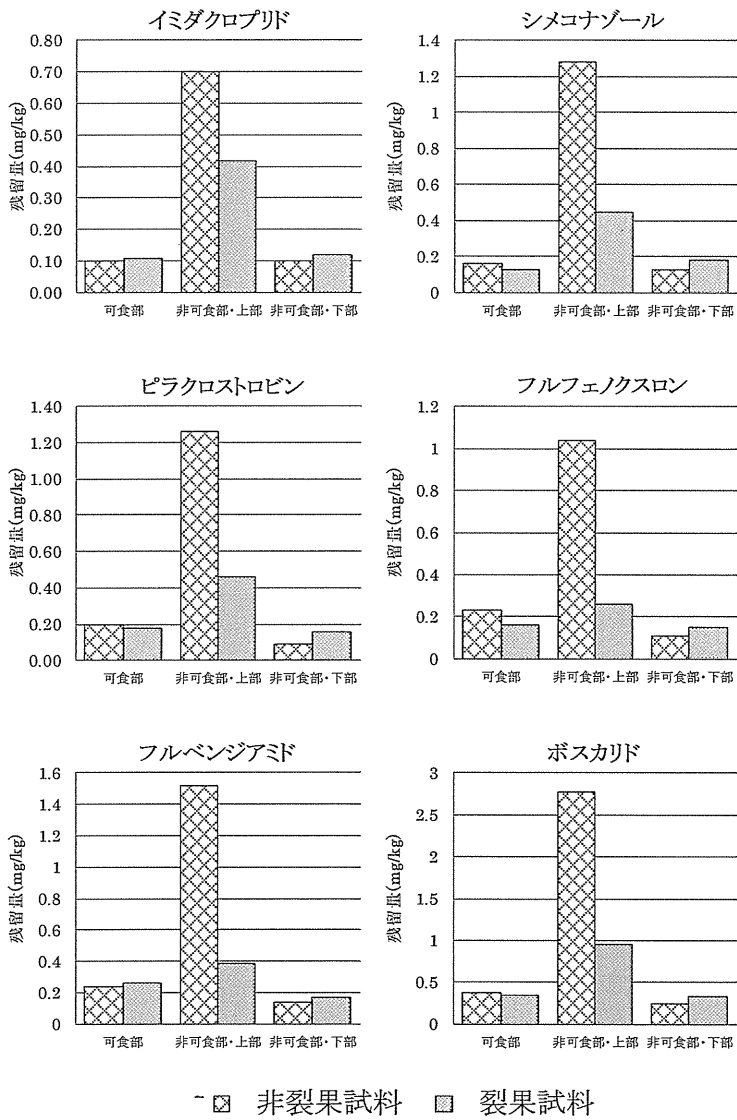 イミダクロプリド
残留量(mg/kg)
0.80
0.70
0.60
0.50
0.40
0.30
0.20
0.10
0.00
可食部 非可食部・上部 非可食部・下部
シメコナゾール
残留量(mg/kg)
1.4
1.2
1
0.8
0.6
0.4
0.2
0
可食部 非可食部・上部 非可食部・下部
ピラクロストロビン
残留量(mg/kg)
1.40
1.20
1.00
0.80
0.60
0.40
0.20
0.00
可食部 非可食部・上部 非可食部・下部
フルフェノクスロン
残留量(mg/kg)
1.2
1
0.8
0.6
0.4
0.2
0
可食部 非可食部・上部 非可食部・下部
フルベンジアミド
残留量(mg/kg)
1.6
1.4
1.2
1
0.8
0.6
0.4
0.2
0
可食部 非可食部・上部 非可食部・下部
ボスカリド
残留量(mg/kg)
3
2.5
2
1.5
1
0.5
0
可食部 非可食部・上部 非可食部・下部
非裂果試料 裂果試料